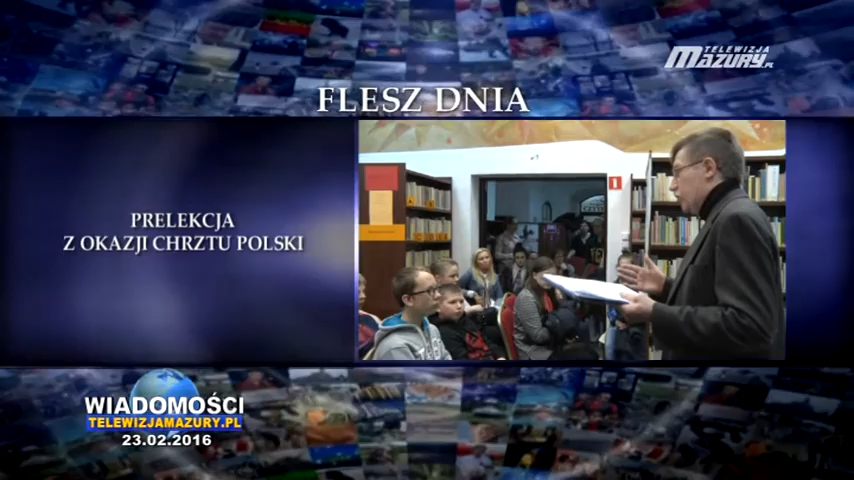 TELEWIZJA
MAZURY.PL
FLESZ DNIA
PRELEKCJA
Z OKAZJI CHRZTU POLSKI
WIADOMOŚCI
TELEWIZJAMAZURY.PL
23.02.2016